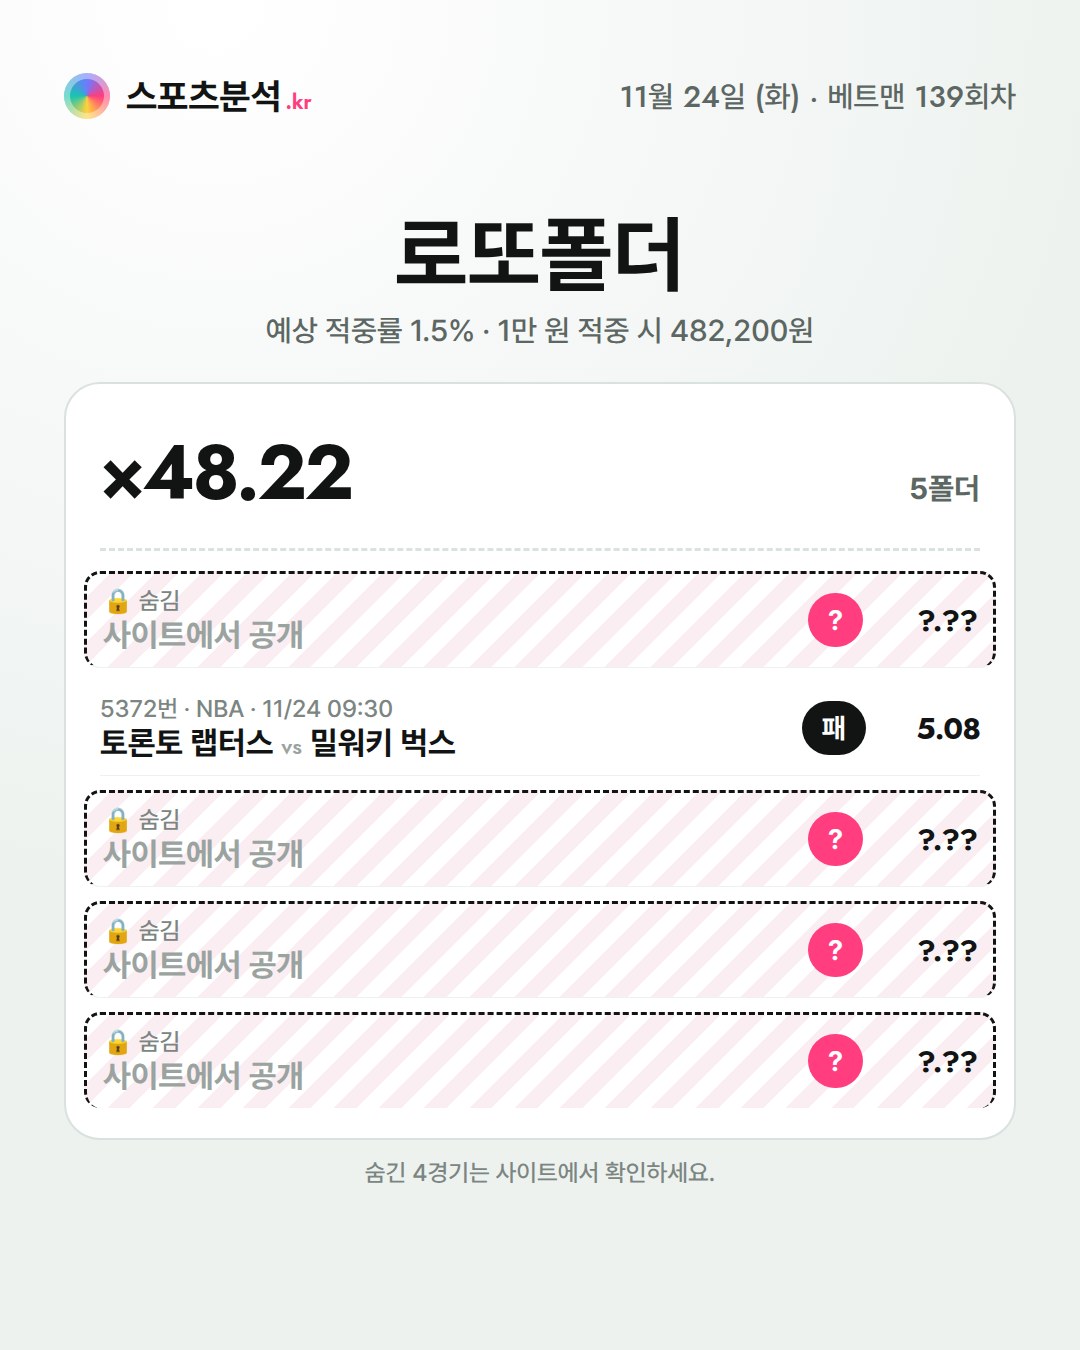 스포츠분석.kr
11월 24일 (화) · 베트맨 139회차
로또폴더
예상 적중률 1.5% · 1만 원 적중 시 482,200원
×48.22
5폴더
🔒 숨김
사이트에서 공개
?
?.??
5372번 · NBA · 11/24 09:30
토론토 랩터스 vs 밀워키 벅스
패
5.08
🔒 숨김
사이트에서 공개
?
?.??
🔒 숨김
사이트에서 공개
?
?.??
🔒 숨김
사이트에서 공개
?
?.??
숨긴 4경기는 사이트에서 확인하세요.